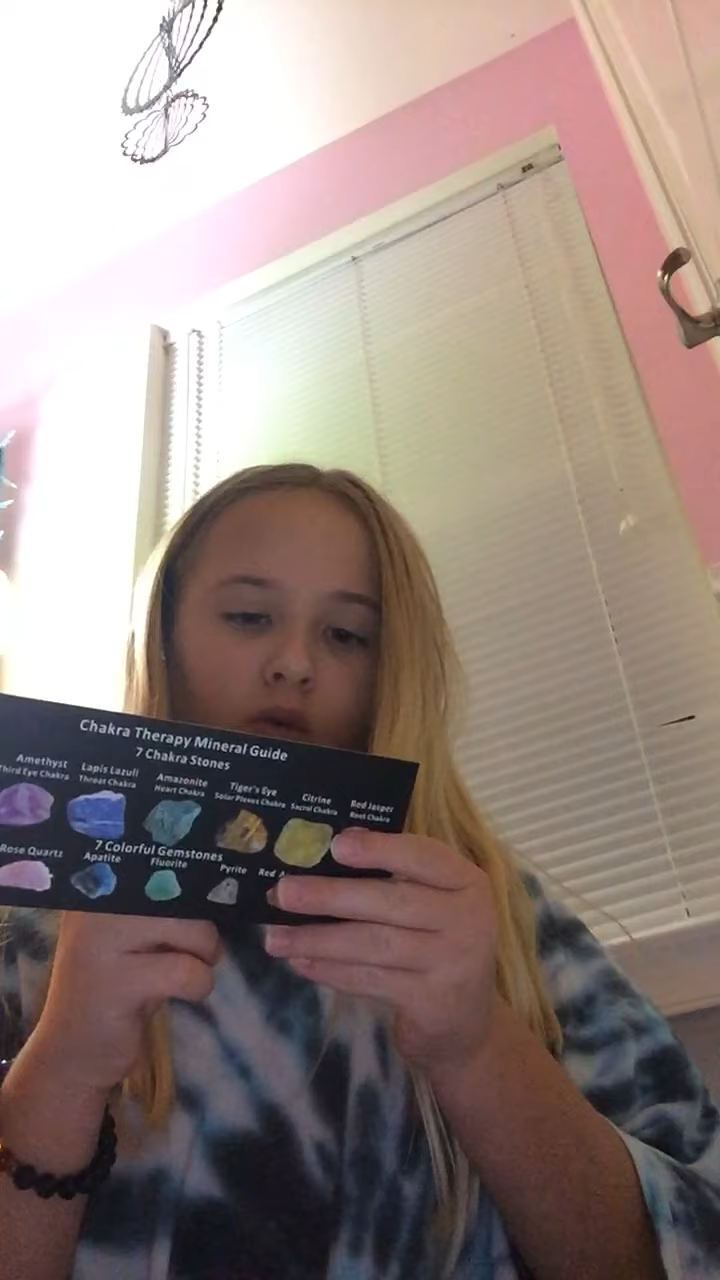 Chakra Therapy Mineral Guide
7 Chakra Stones
Amethyst Lapis Lazuli Amazonite Tiger's Eye Citrine Red Jasper
Third Eye Chakra Throat Chakra Heart Chakra Solar Plexus Chakra Sacral Chakra Root Chakra
7 Colorful Gemstones
Rose Quartz Apatite Fluorite Pyrite Red